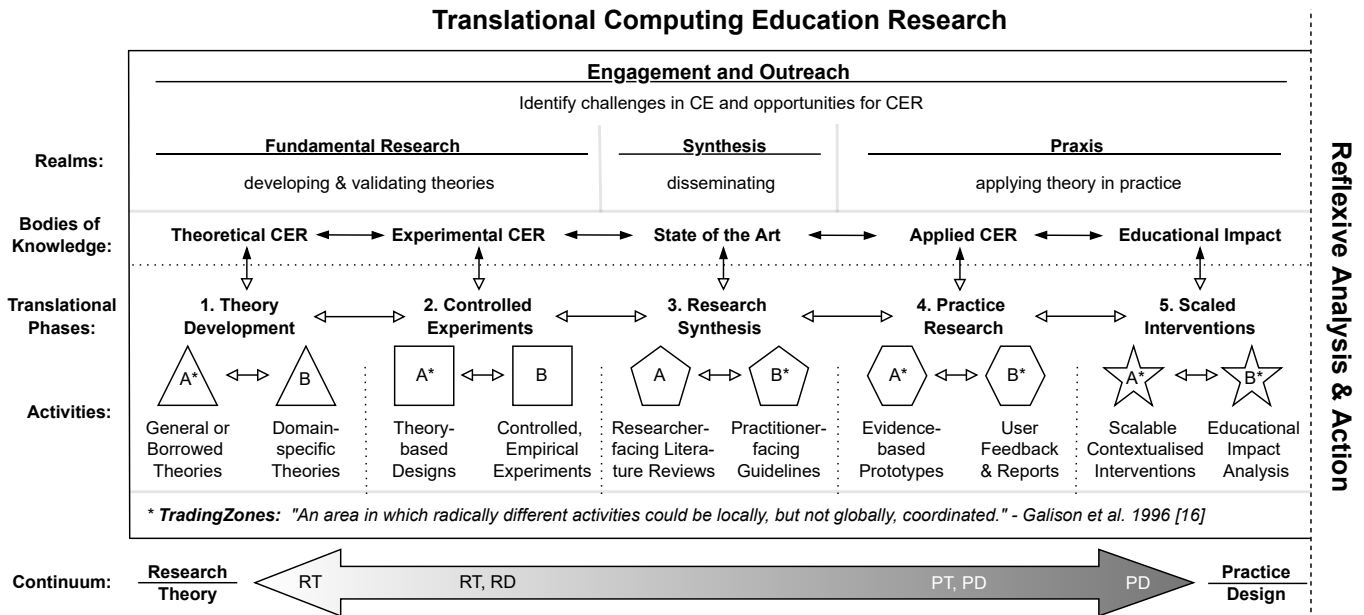 Translational Computing Education Research
Engagement and Outreach
Identify challenges in CE and opportunities for CER
Realms:
Fundamental Research
Synthesis
Praxis
developing & validating theories
disseminating
applying theory in practice
Bodies of
Knowledge:
Theoretical CER
Experimental CER
State of the Art
Applied CER
Educational Impact
Translational
Phases:
1. Theory
Development
2. Controlled
Experiments
3. Research
Synthesis
4. Practice
Research
5. Scaled
Interventions
Activities:
A*
B
A*
B
A
B*
A*
B*
A*
B*
General or
Borrowed
Theories
Domain-
specific
Theories
Theory-
based
Designs
Controlled,
Empirical
Experiments
Researcher-
facing Litera-
ture Reviews
Practitioner-
facing
Guidelines
Evidence-
based
Prototypes
User
Feedback
& Reports
Scalable
Contextualised
Interventions
Educational
Impact
Analysis
* TradingZones: "An area in which radically different activities could be locally, but not globally, coordinated." - Galison et al. 1996 [16]
Continuum:
Research
Theory
RT
RT, RD
PT, PD
PD
Practice
Design
Reflexive Analysis & Action